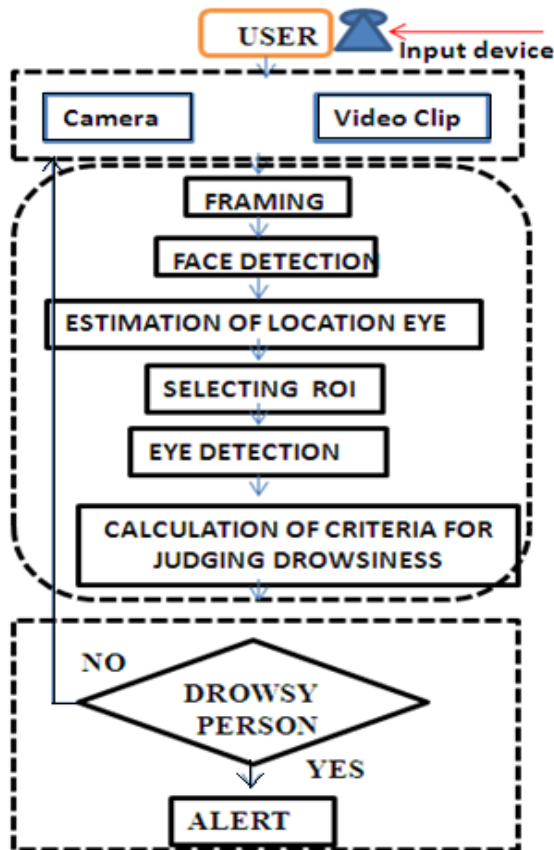 USER
Input device
Camera
Video Clip
FRAMING
FACE DETECTION
ESTIMATION OF LOCATION EYE
SELECTING ROI
EYE DETECTION
CALCULATION OF CRITERIA FOR
JUDGING DROWSINESS
NO
DROWSY
PERSON
YES
ALERT